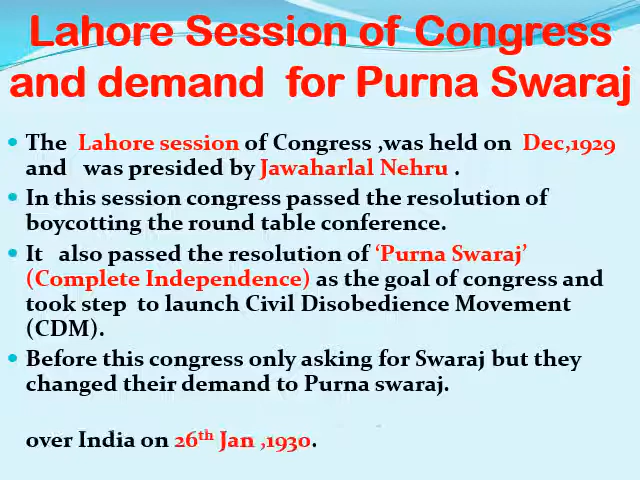 Lahore Session of Congress
and demand for Purna Swaraj
• The Lahore session of Congress ,was held on Dec,1929
and was presided by Jawaharlal Nehru .
• In this session congress passed the resolution of
boycotting the round table conference.
• It also passed the resolution of ‘Purna Swaraj’
(Complete Independence) as the goal of congress and
took step to launch Civil Disobedience Movement
(CDM).
• Before this congress only asking for Swaraj but they
changed their demand to Purna swaraj.
over India on 26th Jan ,1930.